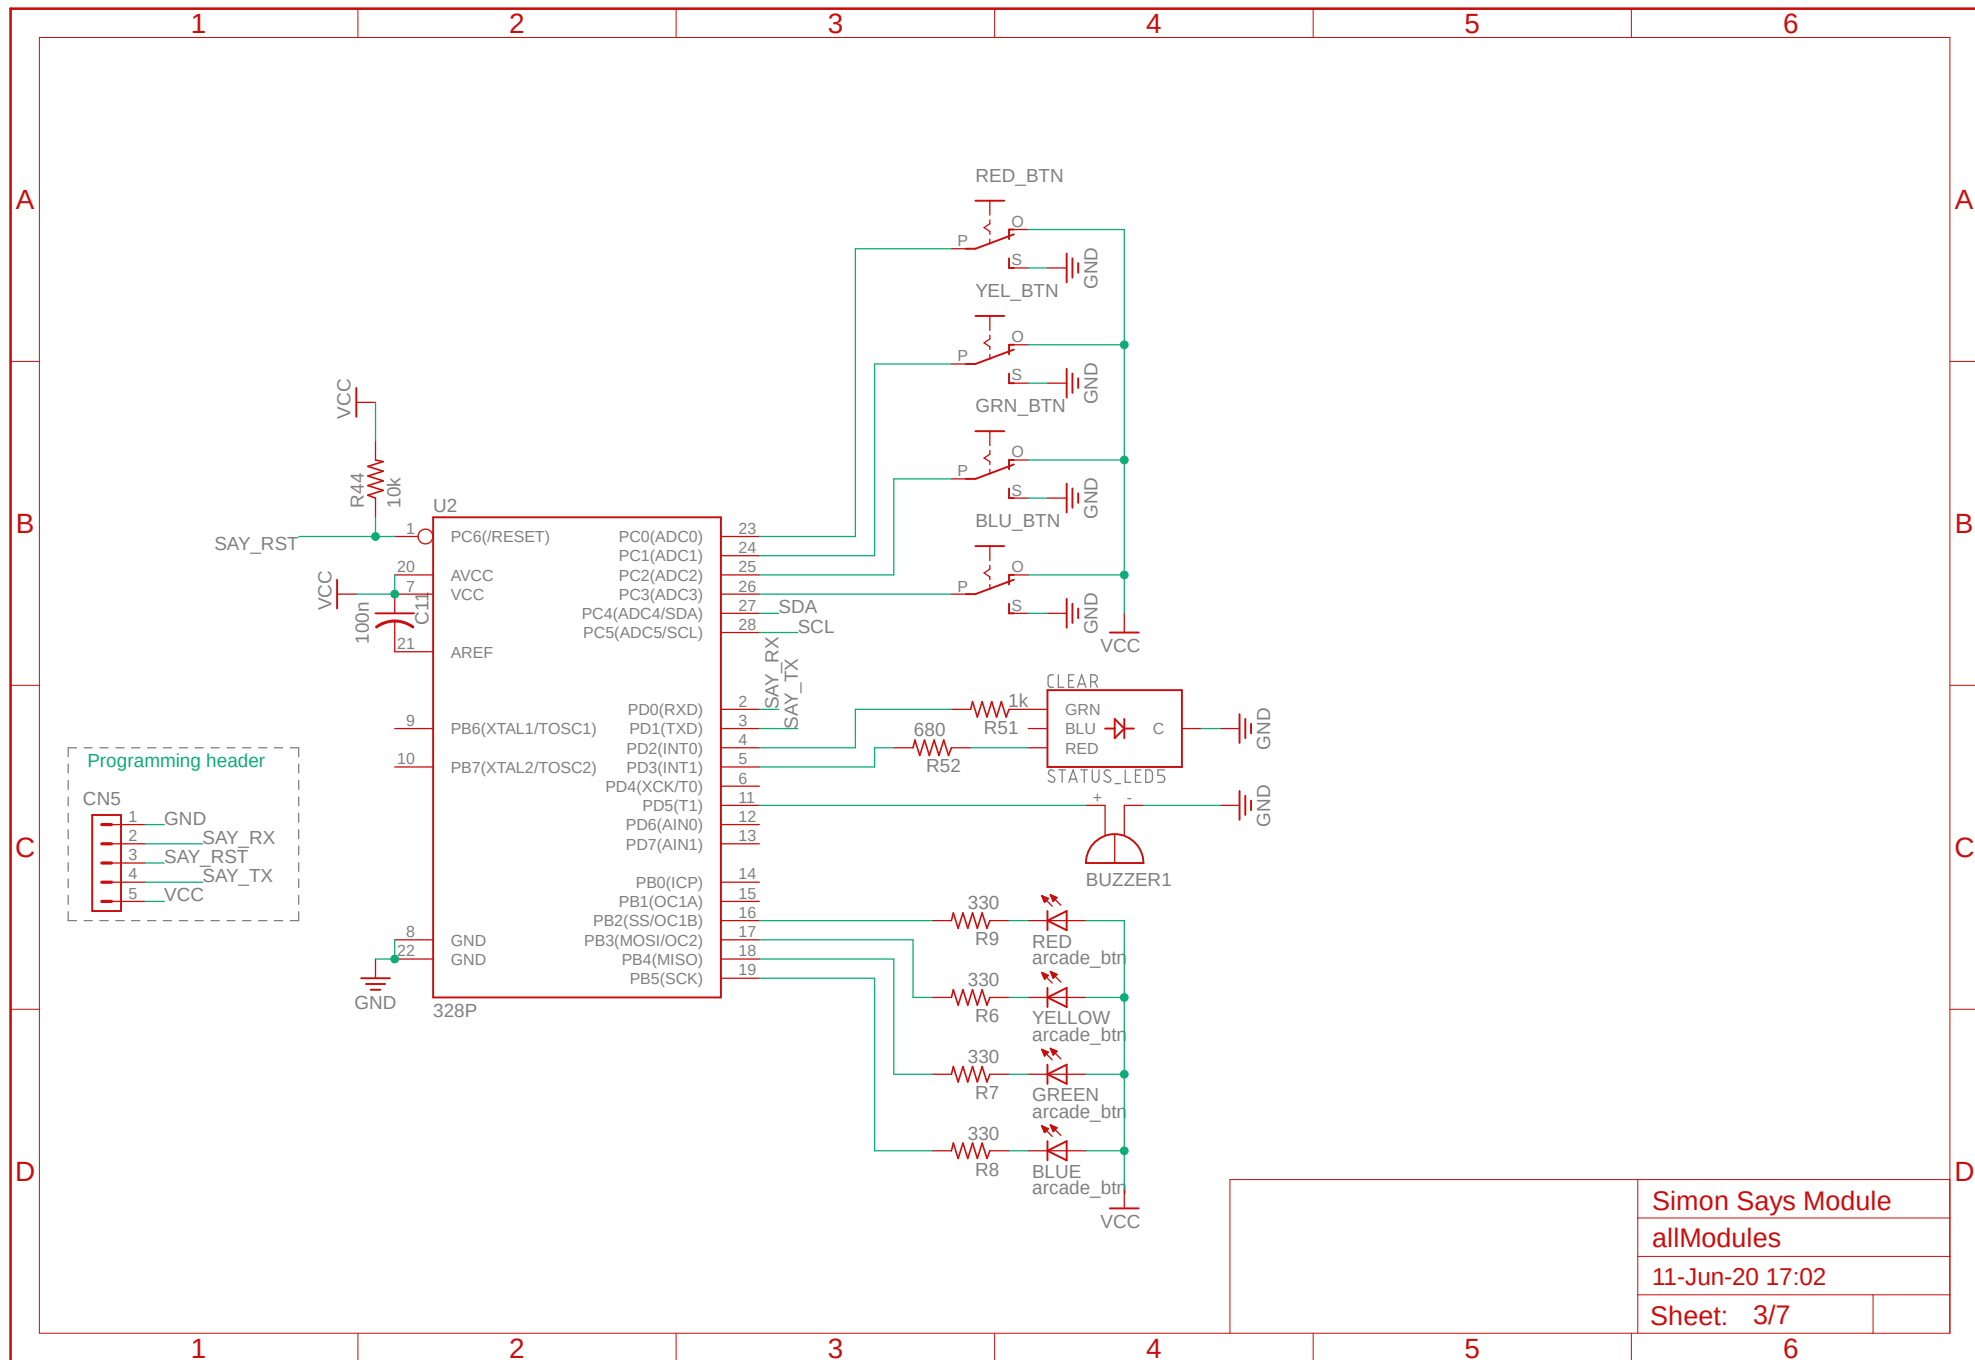 1 2 3 4 5 6
A A
B B
C C
D D
RED_BTN
P O S
GND
YEL_BTN
P O S
GND
GRN_BTN
P O S
GND
BLU_BTN
P O S
GND
VCC
VCC
R44
10k
SAY_RST
VCC
100n
C11
U2
1 PC6(/RESET)
20 AVCC
7 VCC
21 AREF
9 PB6(XTAL1/TOSC1)
10 PB7(XTAL2/TOSC2)
8 GND
22 GND
GND
328P
PC0(ADC0) 23
PC1(ADC1) 24
PC2(ADC2) 25
PC3(ADC3) 26
PC4(ADC4/SDA) 27 SDA
PC5(ADC5/SCL) 28 SCL
PD0(RXD) 2 SAY_RX
PD1(TXD) 3 SAY_TX
PD2(INT0) 4
PD3(INT1) 5
PD4(XCK/T0) 6
PD5(T1) 11
PD6(AIN0) 12
PD7(AIN1) 13
PB0(ICP) 14
PB1(OC1A) 15
PB2(SS/OC1B) 16
PB3(MOSI/OC2) 17
PB4(MISO) 18
PB5(SCK) 19
1k
R51
680
R52
CLEAR
GRN
BLU C
RED
STATUS_LED5
GND
+ -
GND
BUZZER1
330
R9
RED
arcade_btn
330
R6
YELLOW
arcade_btn
330
R7
GREEN
arcade_btn
330
R8
BLUE
arcade_btn
VCC
Programming header
CN5
1 GND
2 SAY_RX
3 SAY_RST
4 SAY_TX
5 VCC
Simon Says Module
allModules
11-Jun-20 17:02
Sheet: 3/7
1 2 3 4 5 6